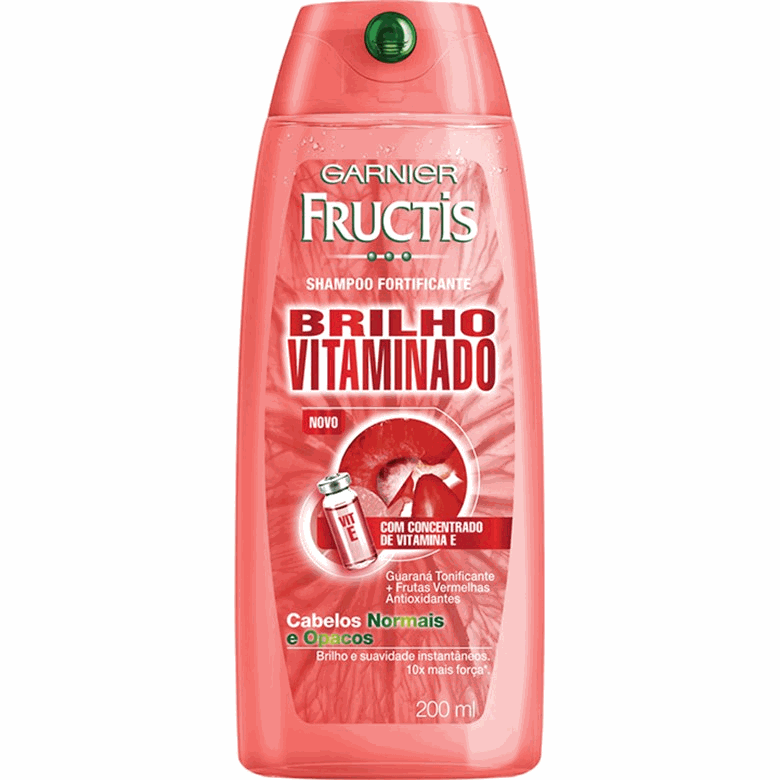 GARNIER
FRUCTIS
SHAMPOO FORTIFICANTE
BRILHO
VITAMINADO
NOVO
VIT
E
COM CONCENTRADO
DE VITAMINA E
Guaraná Tonificante
+ Frutas Vermelhas
Antioxidantes
Cabelos Normais
e Opacos
Brilho e suavidade instantâneos.
10x mais força*.
200 ml